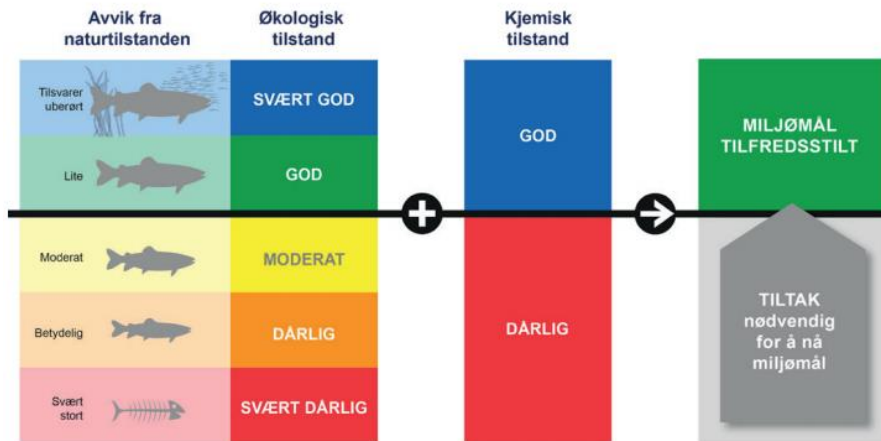 Avvik fra
naturtilstanden
Økologisk
tilstand
Kjemisk
tilstand
Tilsvarer
uberørt
SVÆRT GOD
GOD
MILJØMÅL
TILFREDSSTILT
Lite
GOD
Moderat
MODERAT
Betydelig
DÅRLIG
DÅRLIG
TILTAK
nødvendig
for å nå
miljømål
Svært
stort
SVÆRT DÅRLIG